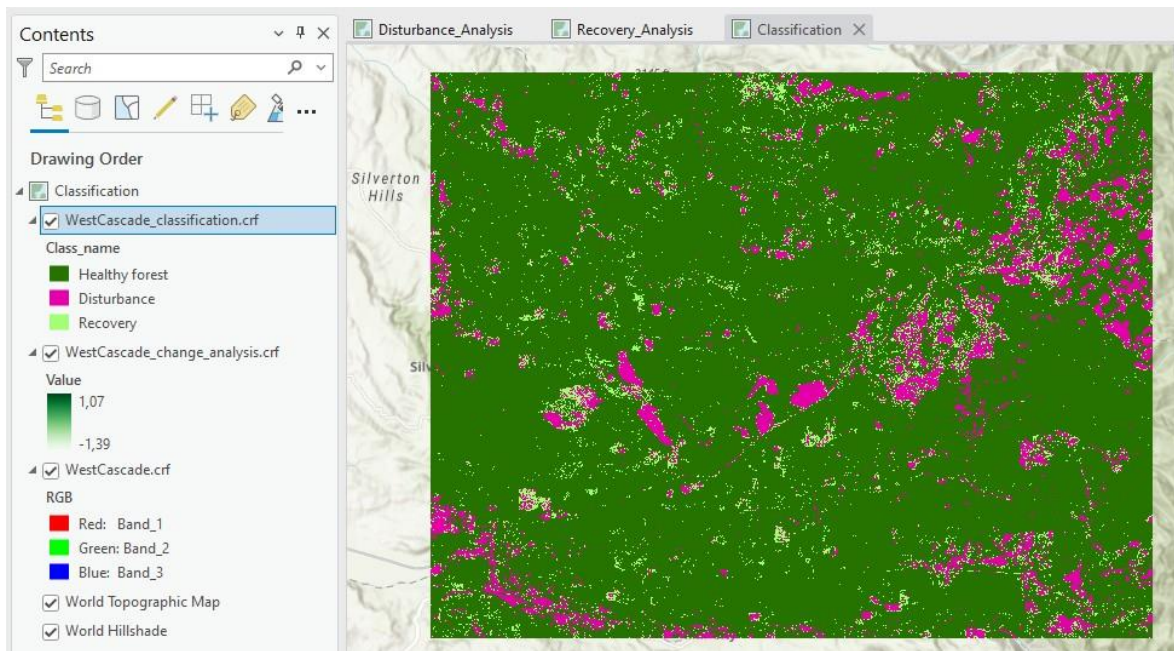 Contents
Search
Drawing Order
Classification
WestCascade_classification.crf
Class_name
Healthy forest
Disturbance
Recovery
WestCascade_change_analysis.crf
Value
1,07
-1,39
WestCascade.crf
RGB
Red: Band_1
Green: Band_2
Blue: Band_3
World Topographic Map
World Hillshade
Disturbance_Analysis Recovery_Analysis Classification
Silverton
Hills